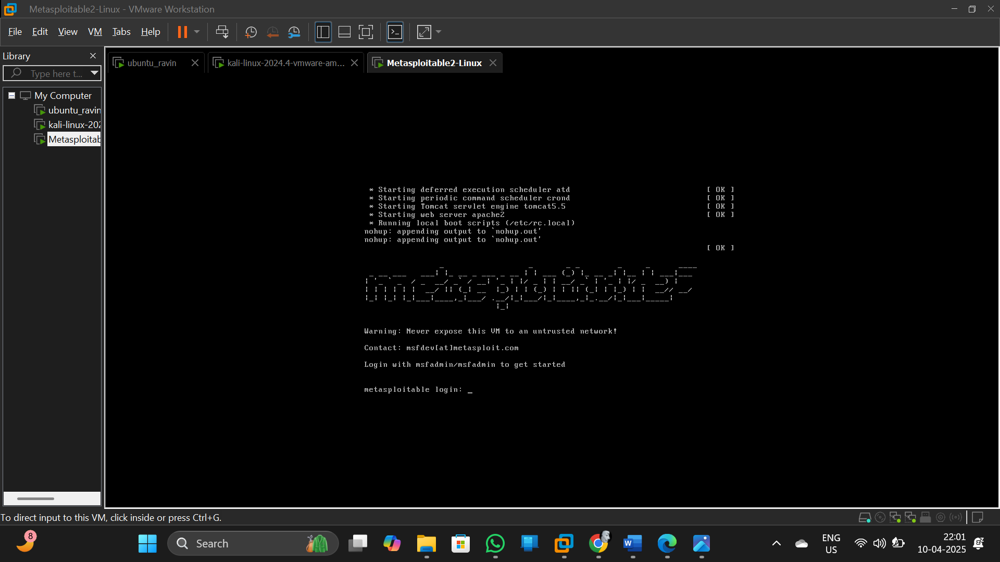 Metasploitable2-Linux - VMware Workstation
File Edit View VM Tabs Help
Library
Type here t...
My Computer
ubuntu_ravin
kali-linux-202
Metasploitab
ubuntu_ravin
kali-linux-2024.4-vmware-am...
Metasploitable2-Linux
* Starting deferred execution scheduler atd [ OK ]
* Starting periodic command scheduler crond [ OK ]
* Starting Tomcat servlet engine tomcat5.5 [ OK ]
* Starting web server apache2 [ OK ]
* Running local boot scripts (/etc/rc.local)
nohup: appending output to `nohup.out'
nohup: appending output to `nohup.out'
[ OK ]
metasploitable2
Warning: Never expose this VM to an untrusted network!
Contact: msfdev[at]metasploit.com
Login with msfadmin/msfadmin to get started
metasploitable login: _
To direct input to this VM, click inside or press Ctrl+G.
8
Search
W
ENG
US
22:01
10-04-2025